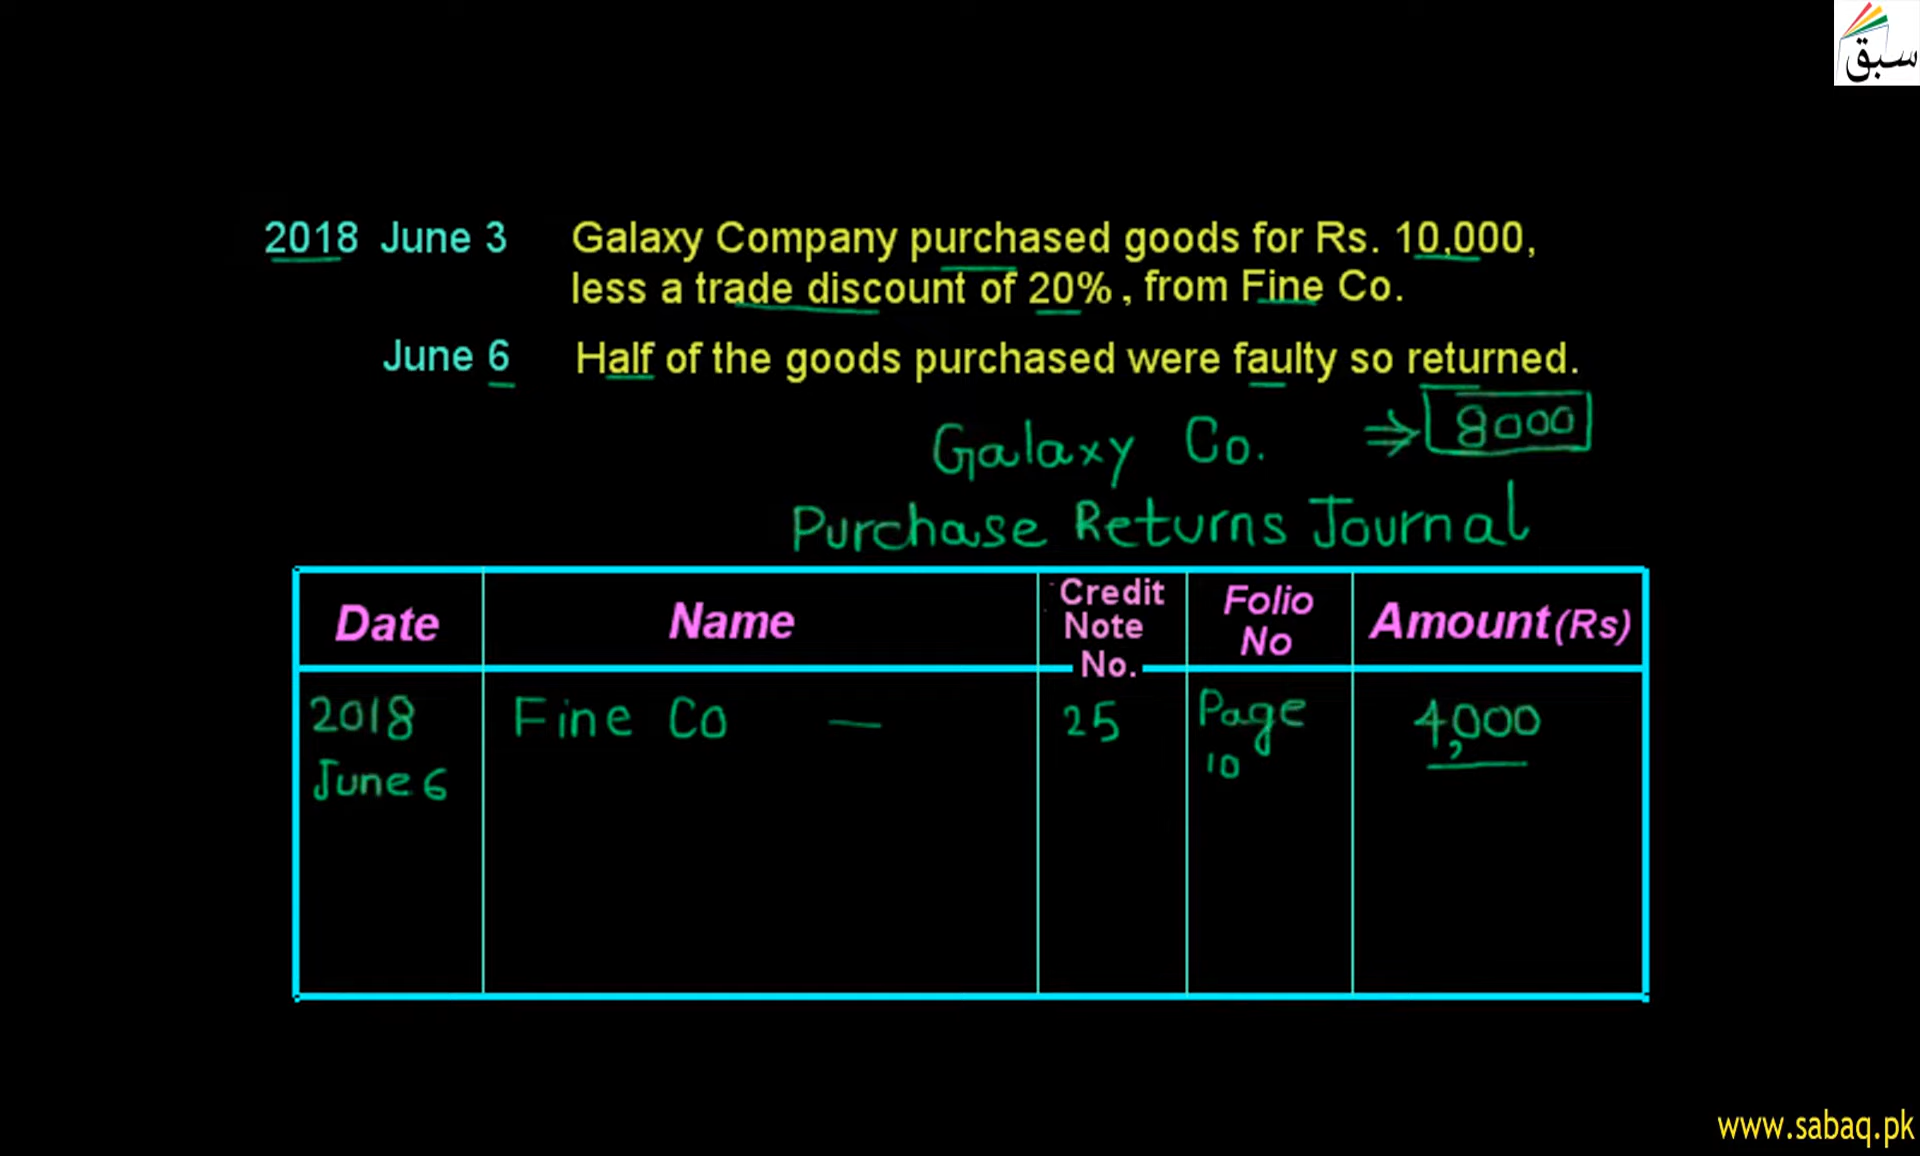 سبق
2018 June 3 Galaxy Company purchased goods for Rs. 10,000,
less a trade discount of 20% , from Fine Co.
June 6 Half of the goods purchased were faulty so returned.
Galaxy Co. ⇒ 8000
Purchase Returns Journal
Date Name Credit Note No. Folio No Amount (Rs)
2018 Fine Co — 25 Page 4,000
June 6 10
www.sabaq.pk